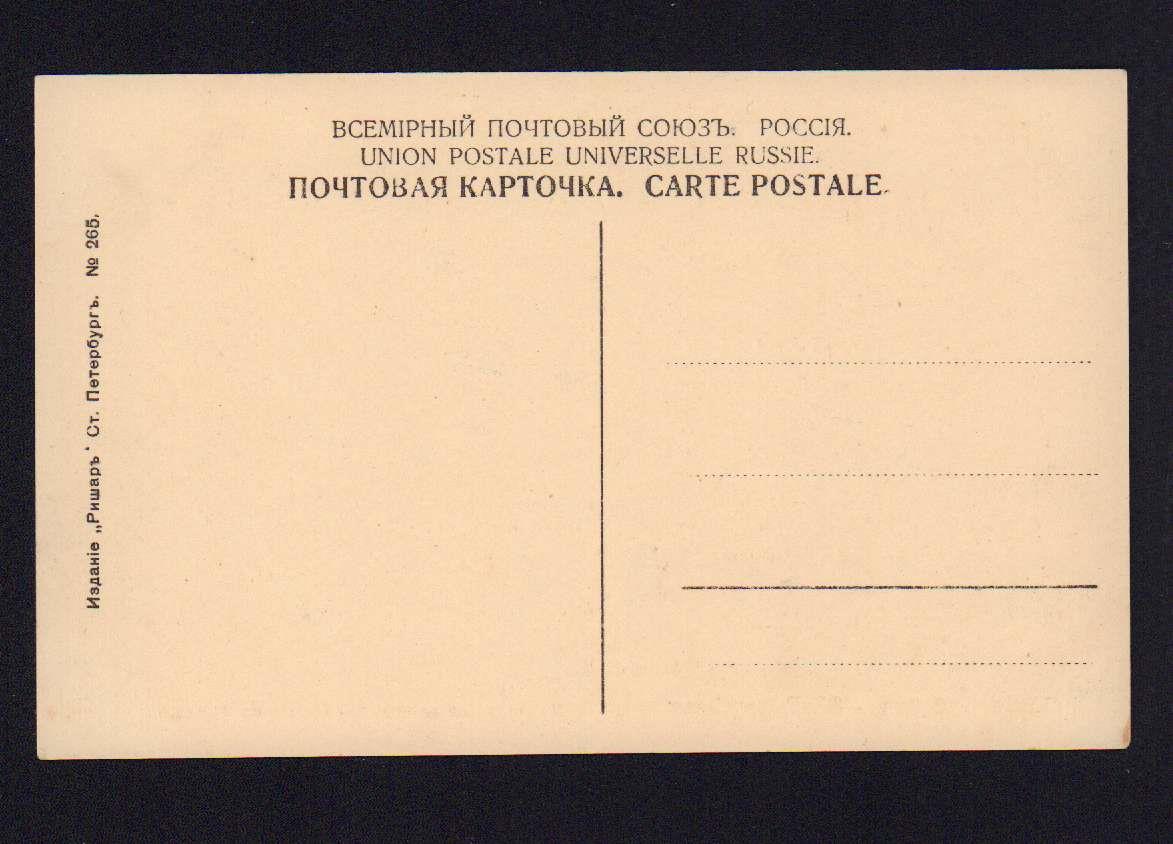 ВСЕМІРНЫЙ ПОЧТОВЫЙ СОЮЗЪ. РОССІЯ.
UNION POSTALE UNIVERSELLE RUSSIE.
ПОЧТОВАЯ КАРТОЧКА. CARTE POSTALE.
Изданіе „Ришаръ‘ Ст. Петербургъ. № 265.